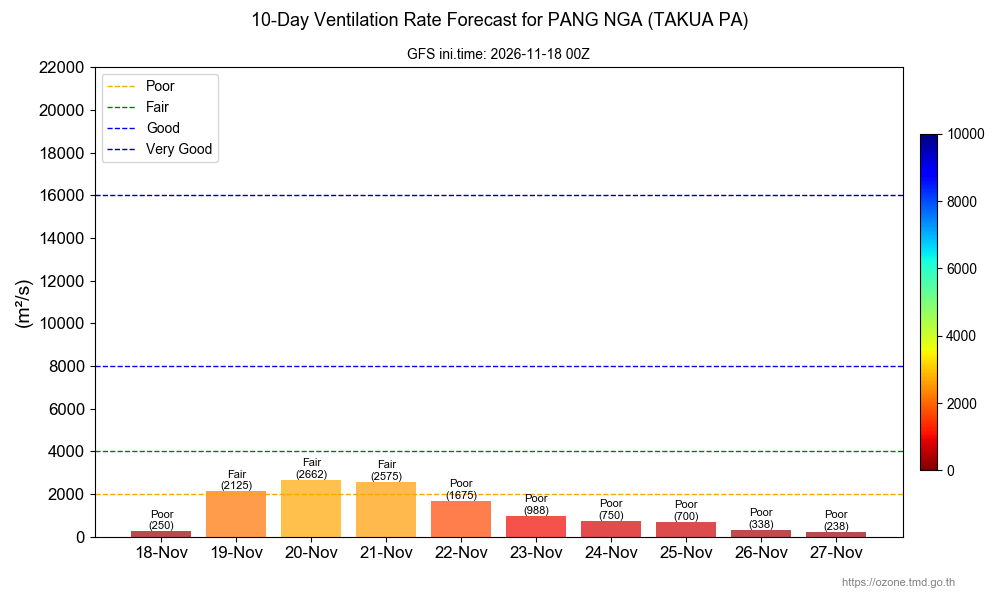 10-Day Ventilation Rate Forecast for PANG NGA (TAKUA PA)
GFS ini.time: 2026-11-18 00Z
(m²/s)
22000
20000
18000
16000
14000
12000
10000
8000
6000
4000
2000
0
Poor
Fair
Good
Very Good
Poor
(250)
Fair
(2125)
Fair
(2662)
Fair
(2575)
Poor
(1675)
Poor
(988)
Poor
(750)
Poor
(700)
Poor
(338)
Poor
(238)
18-Nov 19-Nov 20-Nov 21-Nov 22-Nov 23-Nov 24-Nov 25-Nov 26-Nov 27-Nov
10000
8000
6000
4000
2000
0
https://ozone.tmd.go.th